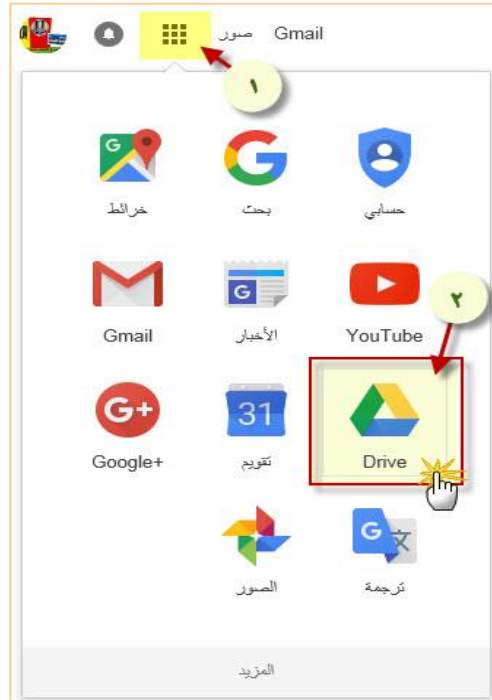 Gmail صور
١
حسابي بحث خرائط
YouTube الأخبار Gmail
٢
Drive تقويم Google+
31
ترجمة الصور
المزيد